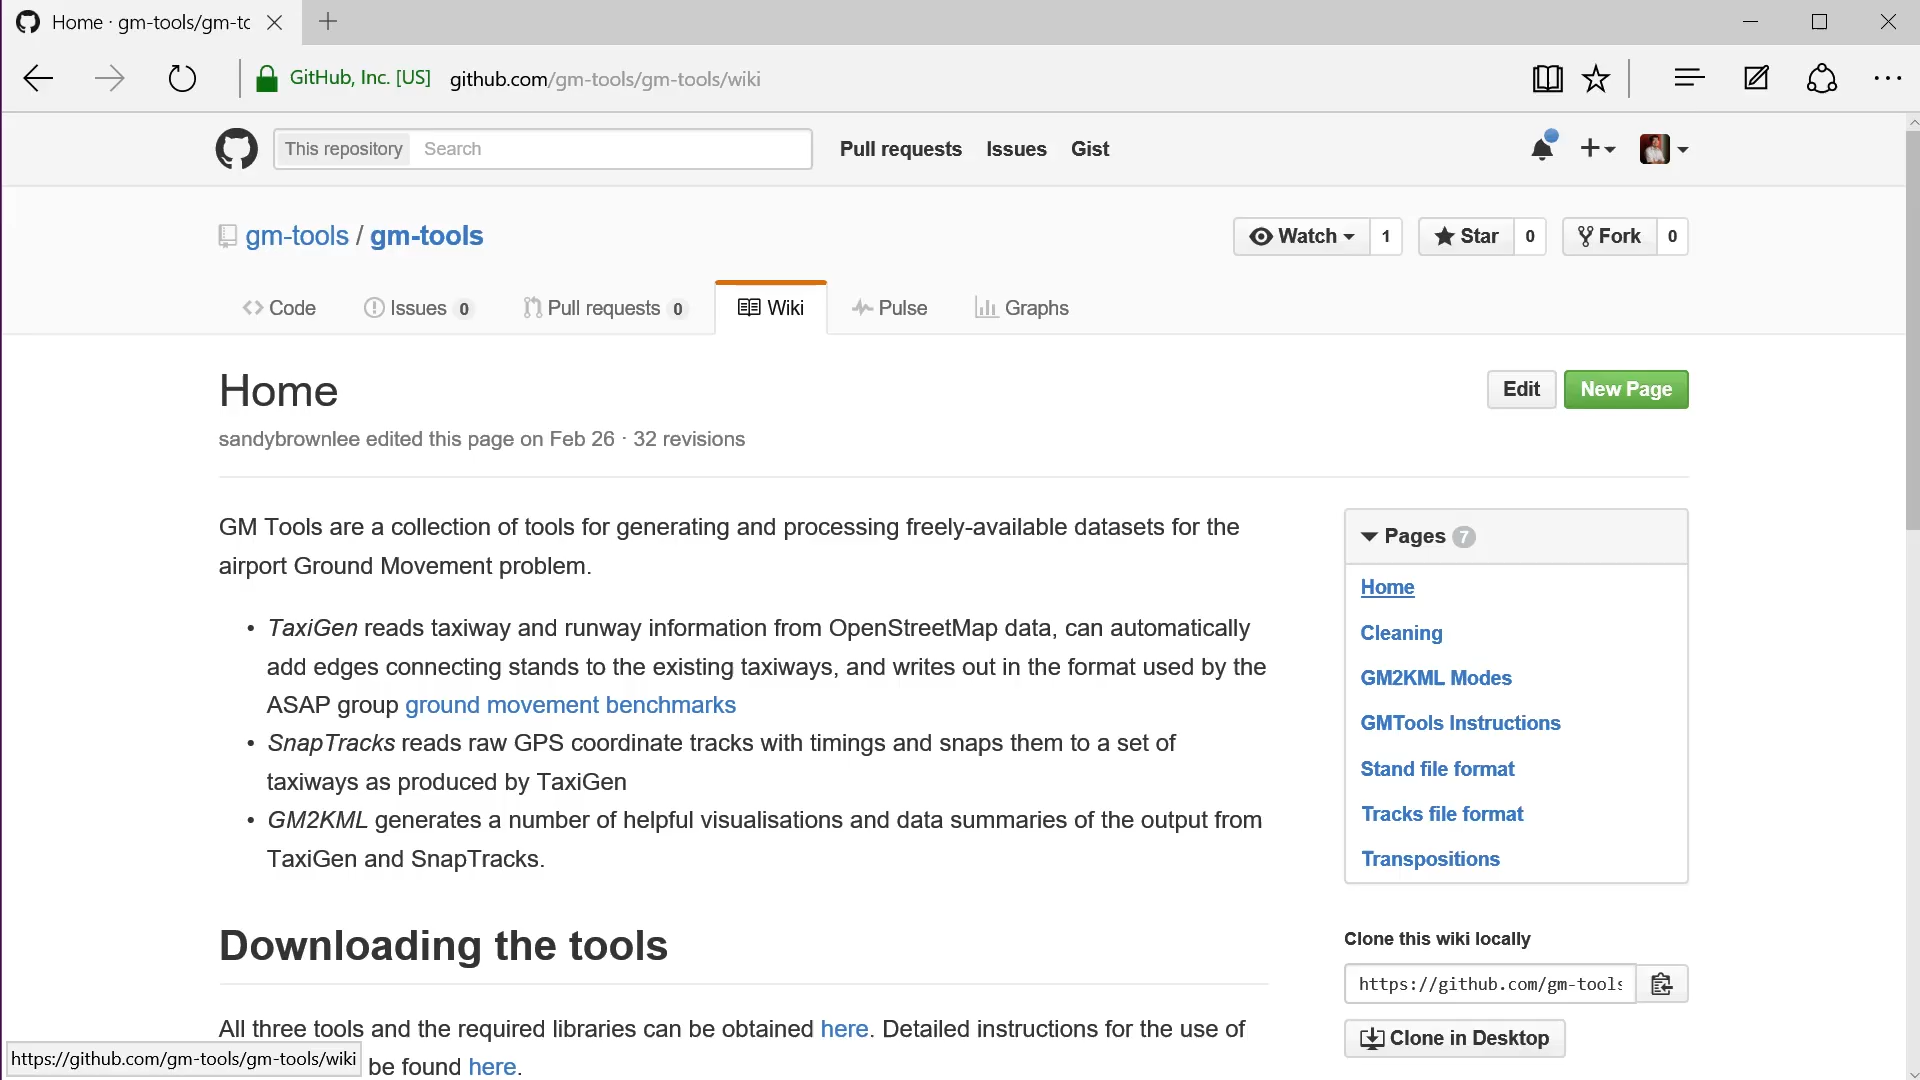 Home · gm-tools/gm-tc
GitHub, Inc. [US] github.com/gm-tools/gm-tools/wiki
This repository Search Pull requests Issues Gist
gm-tools / gm-tools Watch 1 Star 0 Fork 0
Code Issues 0 Pull requests 0 Wiki Pulse Graphs
Home Edit New Page
sandybrownlee edited this page on Feb 26 · 32 revisions
GM Tools are a collection of tools for generating and processing freely-available datasets for the
airport Ground Movement problem.
• TaxiGen reads taxiway and runway information from OpenStreetMap data, can automatically
add edges connecting stands to the existing taxiways, and writes out in the format used by the
ASAP group ground movement benchmarks
• SnapTracks reads raw GPS coordinate tracks with timings and snaps them to a set of
taxiways as produced by TaxiGen
• GM2KML generates a number of helpful visualisations and data summaries of the output from
TaxiGen and SnapTracks.
Downloading the tools
All three tools and the required libraries can be obtained here. Detailed instructions for the use of
be found here.
Pages 7
Home
Cleaning
GM2KML Modes
GMTools Instructions
Stand file format
Tracks file format
Transpositions
Clone this wiki locally
https://github.com/gm-tools
Clone in Desktop
https://github.com/gm-tools/gm-tools/wiki